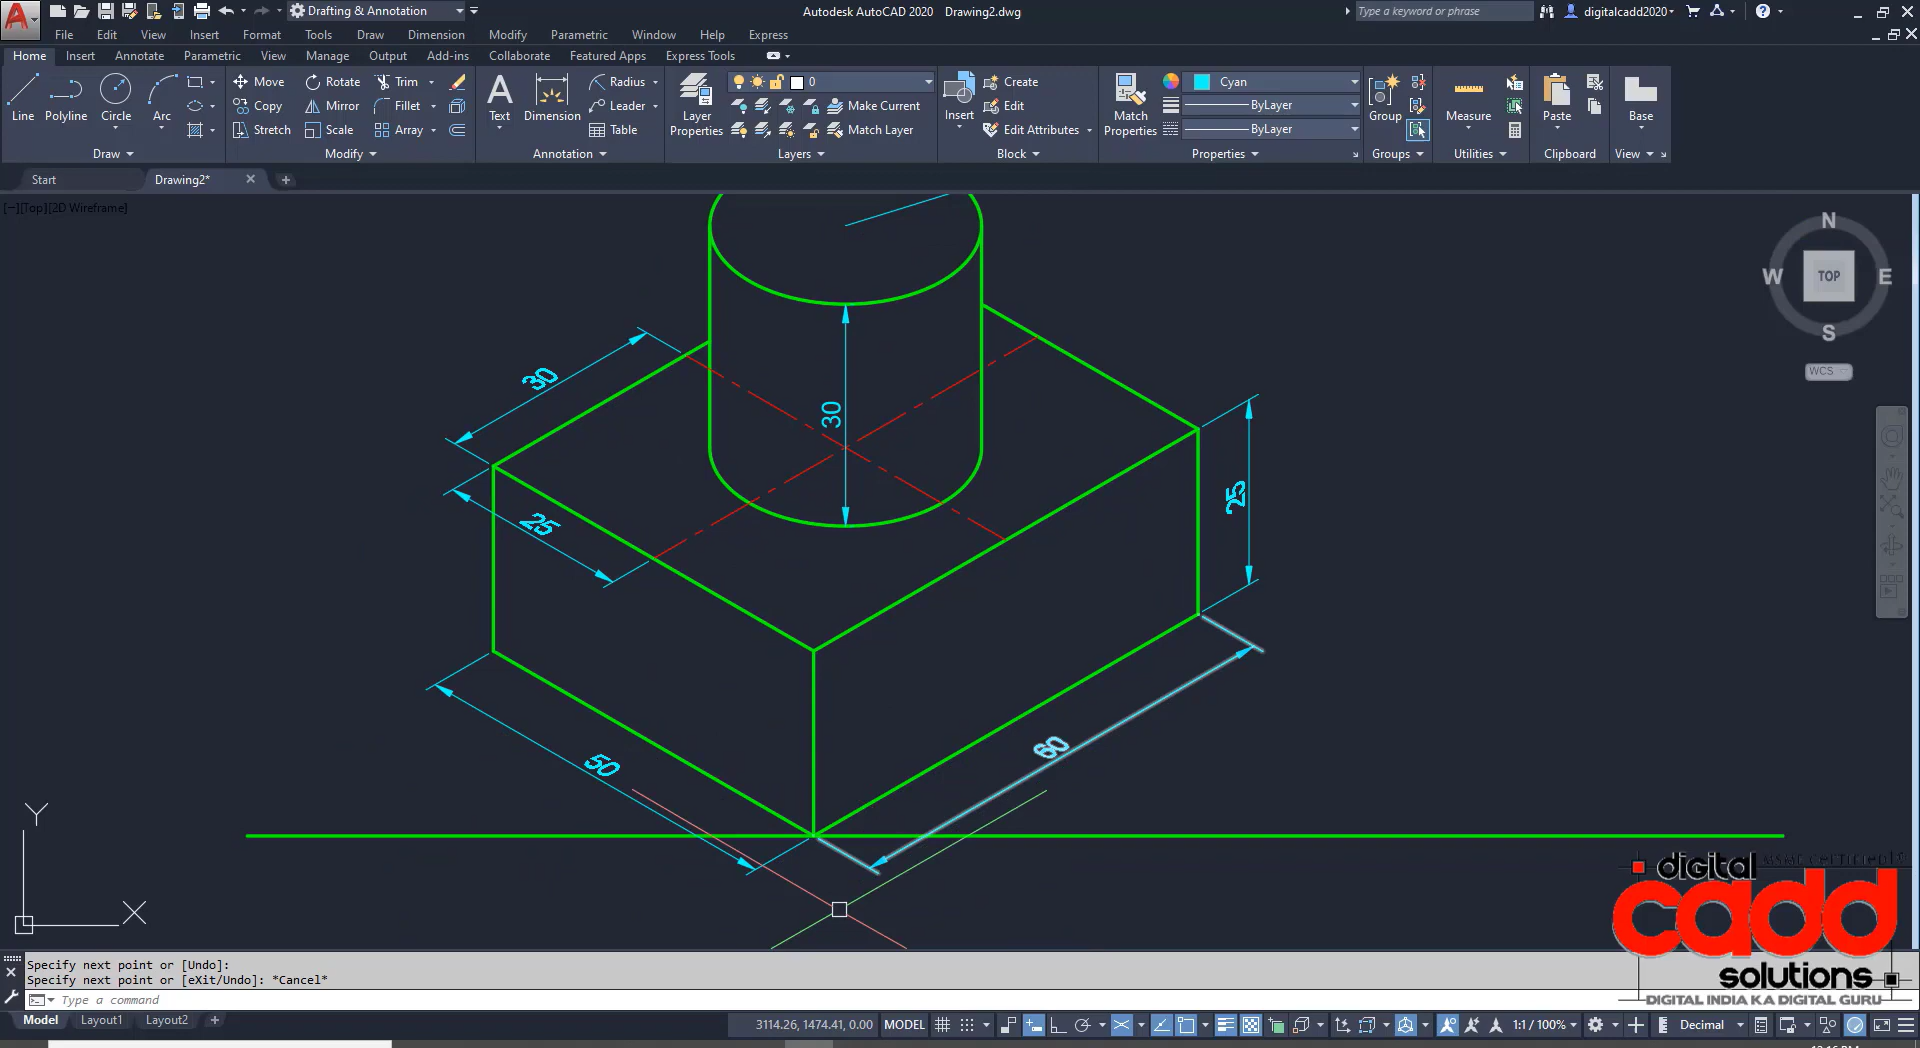 Drafting & Annotation
Autodesk AutoCAD 2020 Drawing2.dwg
Type a keyword or phrase
digitalcadd2020
File Edit View Insert Format Tools Draw Dimension Modify Parametric Window Help Express
Home Insert Annotate Parametric View Manage Output Add-ins Collaborate Featured Apps Express Tools
Line Polyline Circle Arc
Move Rotate Trim
Copy Mirror Fillet
Stretch Scale Array
Text Dimension
Radius
Leader
Table
Layer Properties
0
Make Current
Match Layer
Insert
Create
Edit
Edit Attributes
Match Properties
Cyan
ByLayer
ByLayer
Group
Measure
Paste
Base
Draw Modify Annotation Layers Block Properties Groups Utilities Clipboard View
Start Drawing2*
[−][Top][2D Wireframe]
N
W TOP E
S
WCS
30
30
25
25
60
50
Y
X
digital
cadd
solutions
DIGITAL INDIA KA DIGITAL GURU
Specify next point or [Undo]:
Specify next point or [eXit/Undo]: *Cancel*
Type a command
Model Layout1 Layout2
3114.26, 1474.41, 0.00 MODEL 1:1 / 100% Decimal